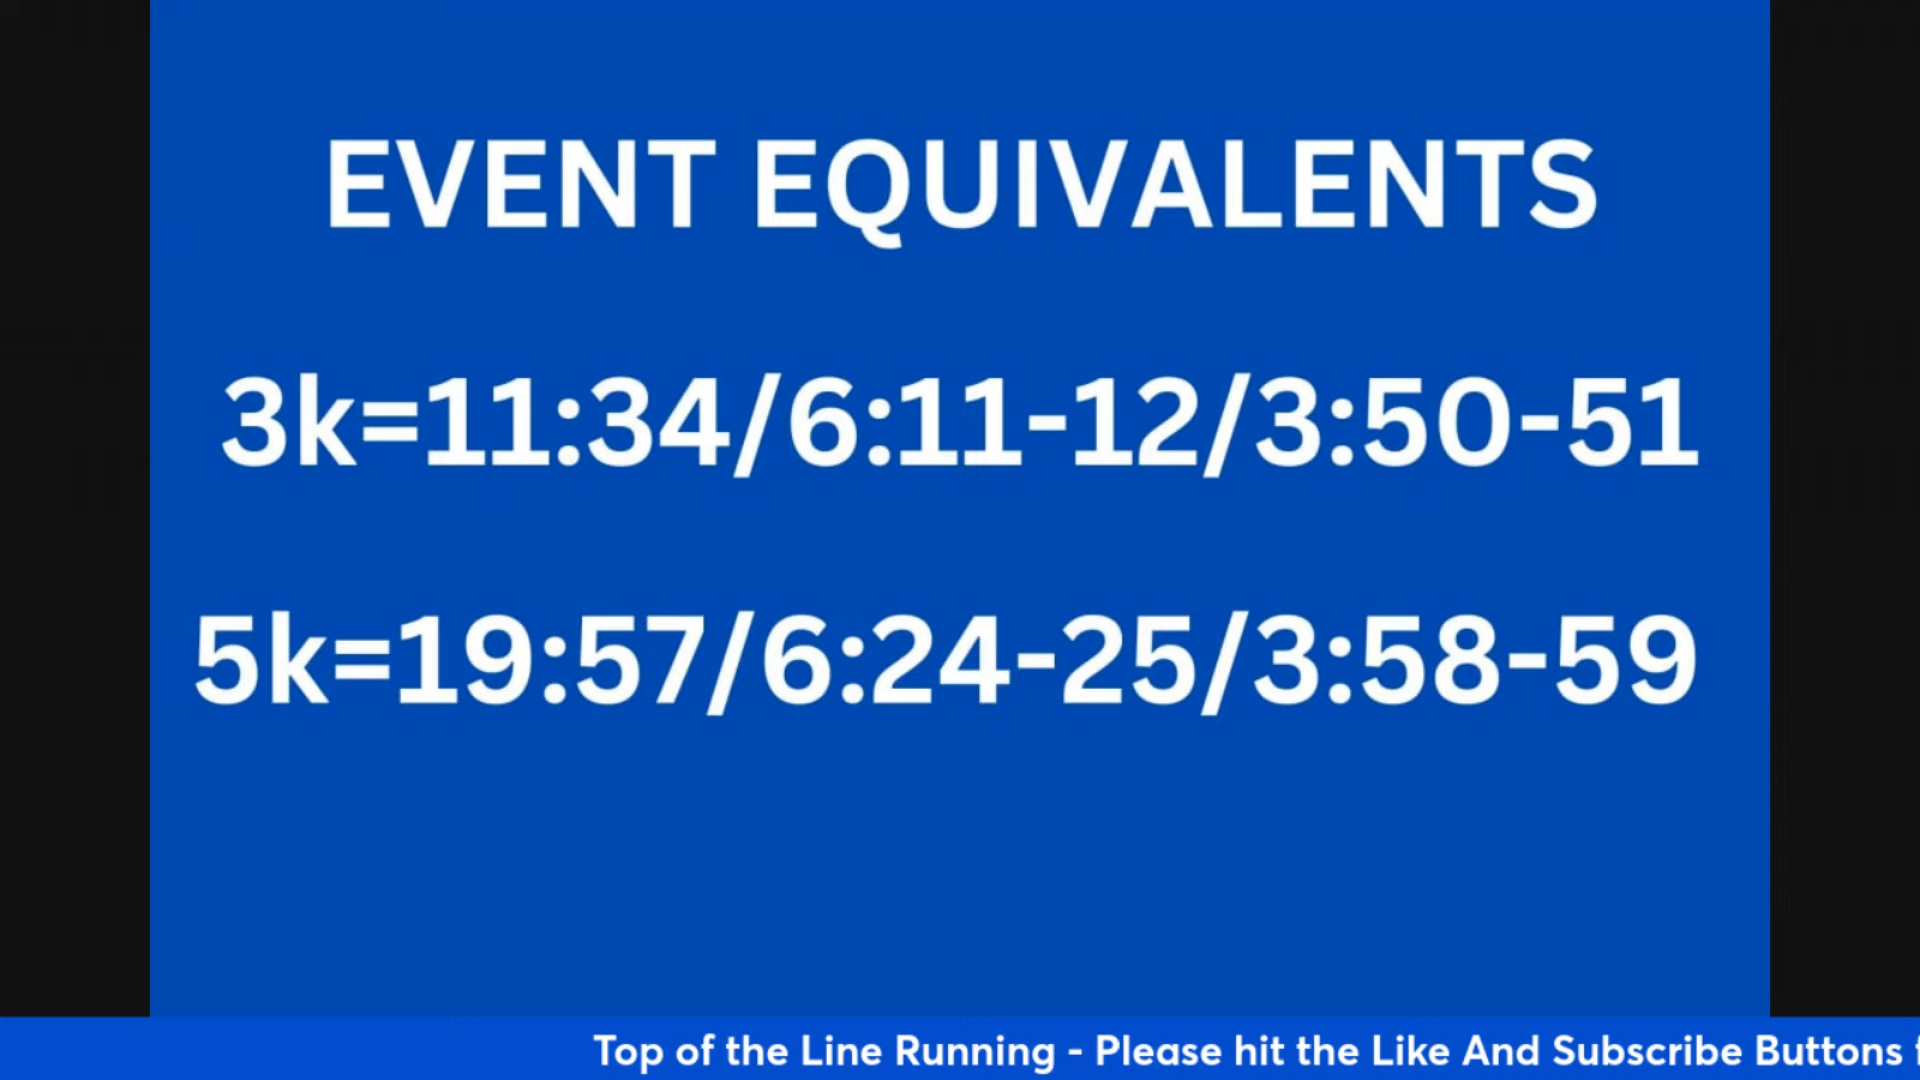 EVENT EQUIVALENTS
3k=11:34/6:11-12/3:50-51
5k=19:57/6:24-25/3:58-59
Top of the Line Running - Please hit the Like And Subscribe Buttons